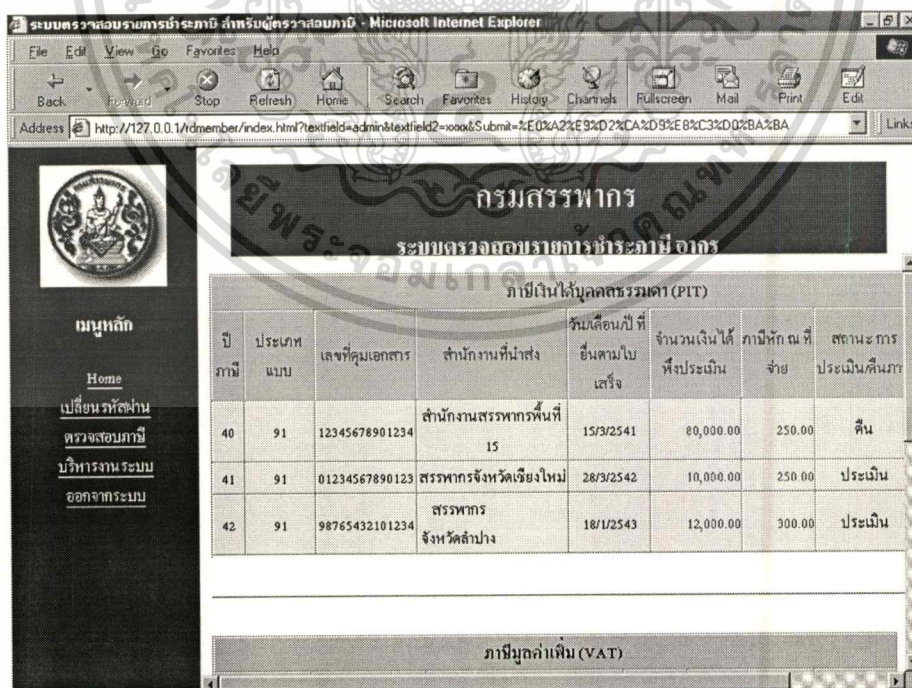 ระบบตรวจสอบรายการชำระภาษี สำหรับผู้ตรวจสอบภาษี - Microsoft Internet Explorer
File Edit View Go Favorites Help
Back Forward Stop Refresh Home Search Favorites History Channels Fullscreen Mail Print Edit
Address http://127.0.0.1/rdmember/index.html?textfield=admin&textfield2=xxxx&Submit=%E0%A2%E9%D2%CA%D9%E8%C3%D0%BA%BA Links
กรมสรรพากร
ระบบตรวจสอบรายการชำระภาษี อากร
เมนูหลัก
Home
เปลี่ยนรหัสผ่าน
ตรวจสอบภาษี
บริหารงานระบบ
ออกจากระบบ
ภาษีเงินได้บุคคลธรรมดา (PIT)
ปี ภาษี ประเภท แบบ เลขที่คุมเอกสาร สำนักงานที่นำส่ง วัน/เดือน/ปี ที่ ยื่นตามใบ เสร็จ จำนวนเงินได้ พึงประเมิน ภาษีหัก ณ ที่ จ่าย สถานะ การ ประเมิน/คืนภา
40 91 12345678901234 สำนักงานสรรพากรพื้นที่ 15 15/3/2541 80,000.00 250.00 คืน
41 91 01234567890123 สรรพากรจังหวัดเชียงใหม่ 28/3/2542 10,000.00 250.00 ประเมิน
42 91 98765432101234 สรรพากร จังหวัดลำปาง 18/1/2543 12,000.00 300.00 ประเมิน
ภาษีมูลค่าเพิ่ม (VAT)